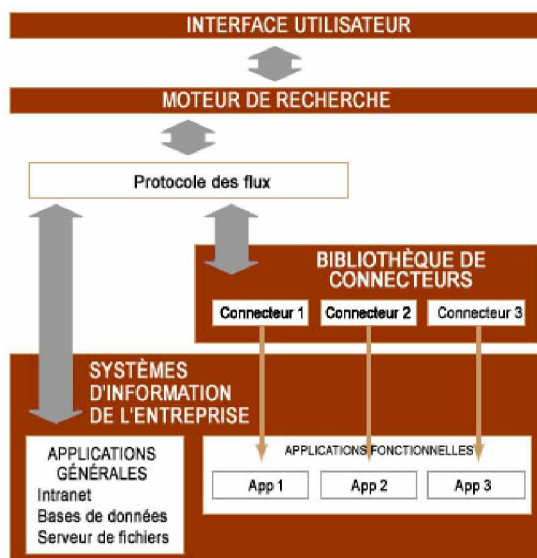 INTERFACE UTILISATEUR
MOTEUR DE RECHERCHE
Protocole des flux
BIBLIOTHÈQUE DE
CONNECTEURS
Connecteur 1
Connecteur 2
Connecteur 3
SYSTÈMES
D'INFORMATION
DE L'ENTREPRISE
APPLICATIONS
GÉNÉRALES
Intranet
Bases de données
Serveur de fichiers
APPLICATIONS FONCTIONNELLES
App 1
App 2
App 3